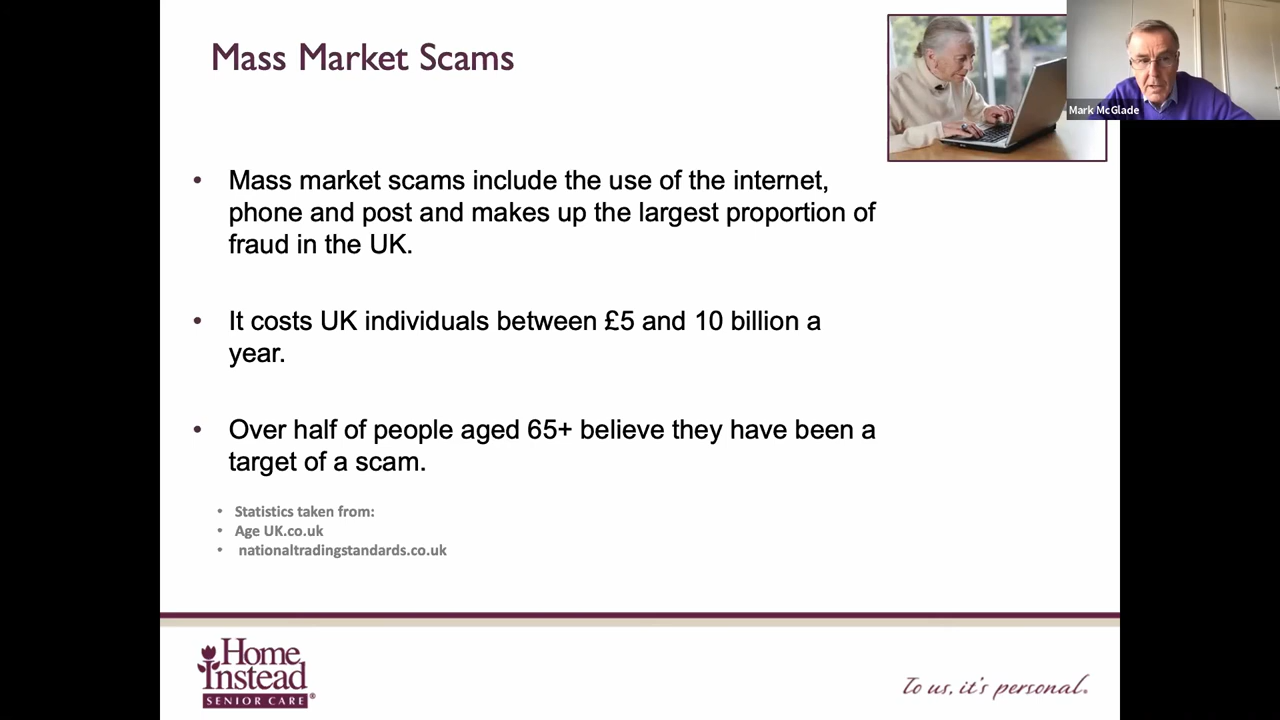 Mass Market Scams
Mark McGlade
• Mass market scams include the use of the internet,
phone and post and makes up the largest proportion of
fraud in the UK.
• It costs UK individuals between £5 and 10 billion a
year.
• Over half of people aged 65+ believe they have been a
target of a scam.
• Statistics taken from:
• Age UK.co.uk
• nationaltradingstandards.co.uk
Home
Instead
SENIOR CARE®
To us, it's personal.